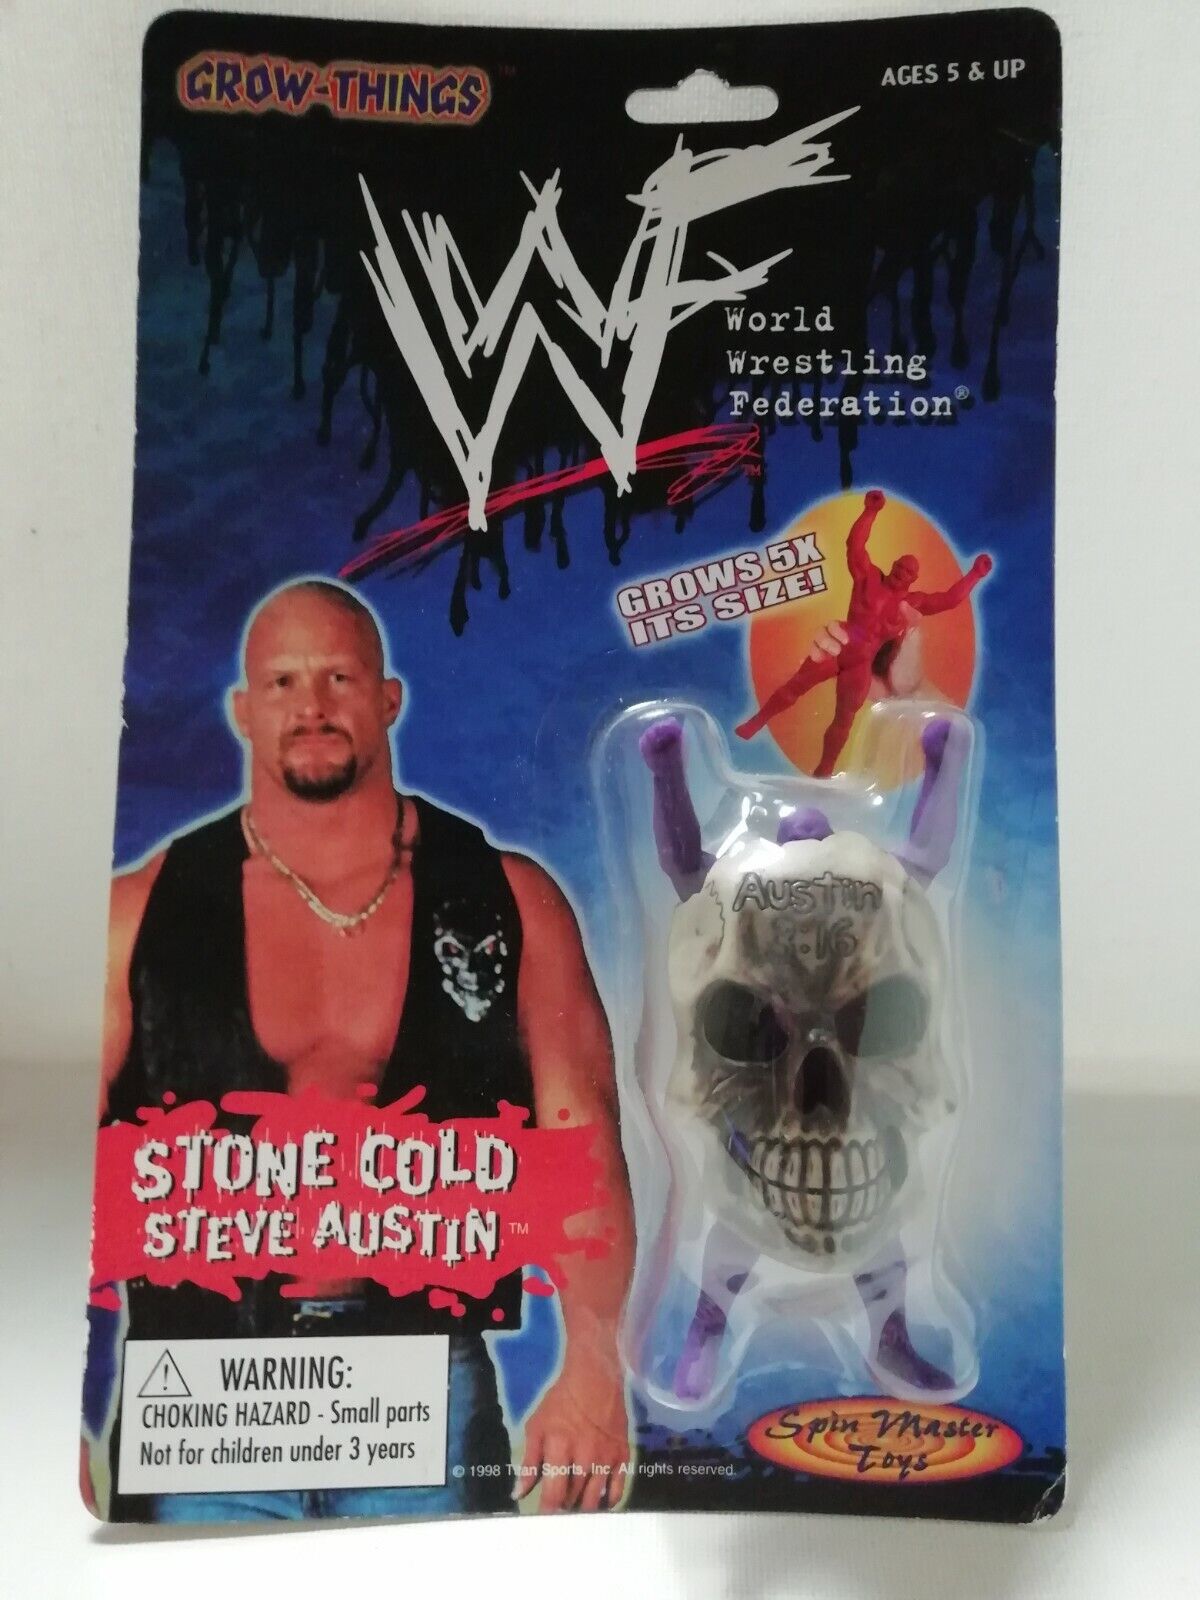 GROW-THINGS™
AGES 5 & UP
WF
World
Wrestling
Federation®
™
GROWS 5X
ITS SIZE!
Austin
3:16
STONE COLD
STEVE AUSTIN™
WARNING:
CHOKING HAZARD - Small parts
Not for children under 3 years
© 1998 Titan Sports, Inc. All rights reserved.
Spin Master
Toys